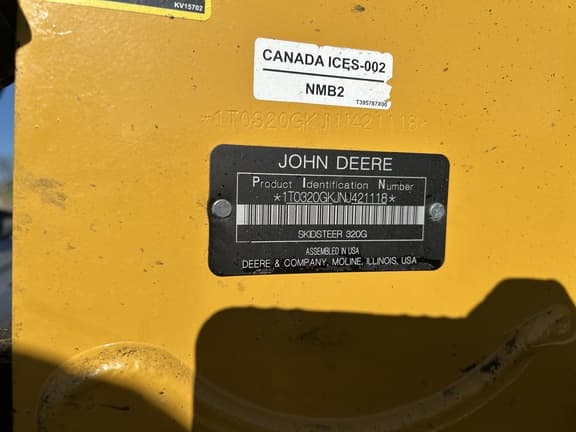 KV15702
CANADA ICES-002
NMB2
T395787X00
1T0320GKJNJ421118
JOHN DEERE
Product Identification Number
*1T0320GKJNJ421118*
SKIDSTEER 320G
ASSEMBLED IN USA
DEERE & COMPANY, MOLINE, ILLINOIS, USA